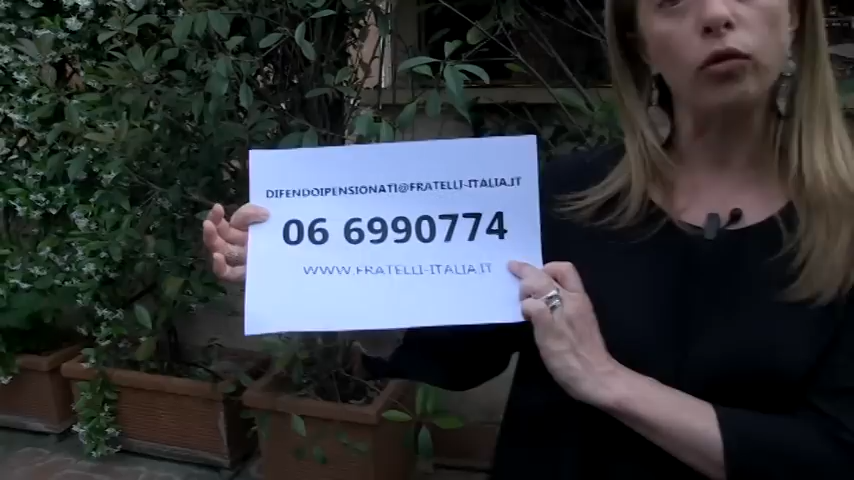 DIFENDOIPENSIONATI@FRATELLI-ITALIA.IT
06 6990774
WWW.FRATELLI-ITALIA.IT